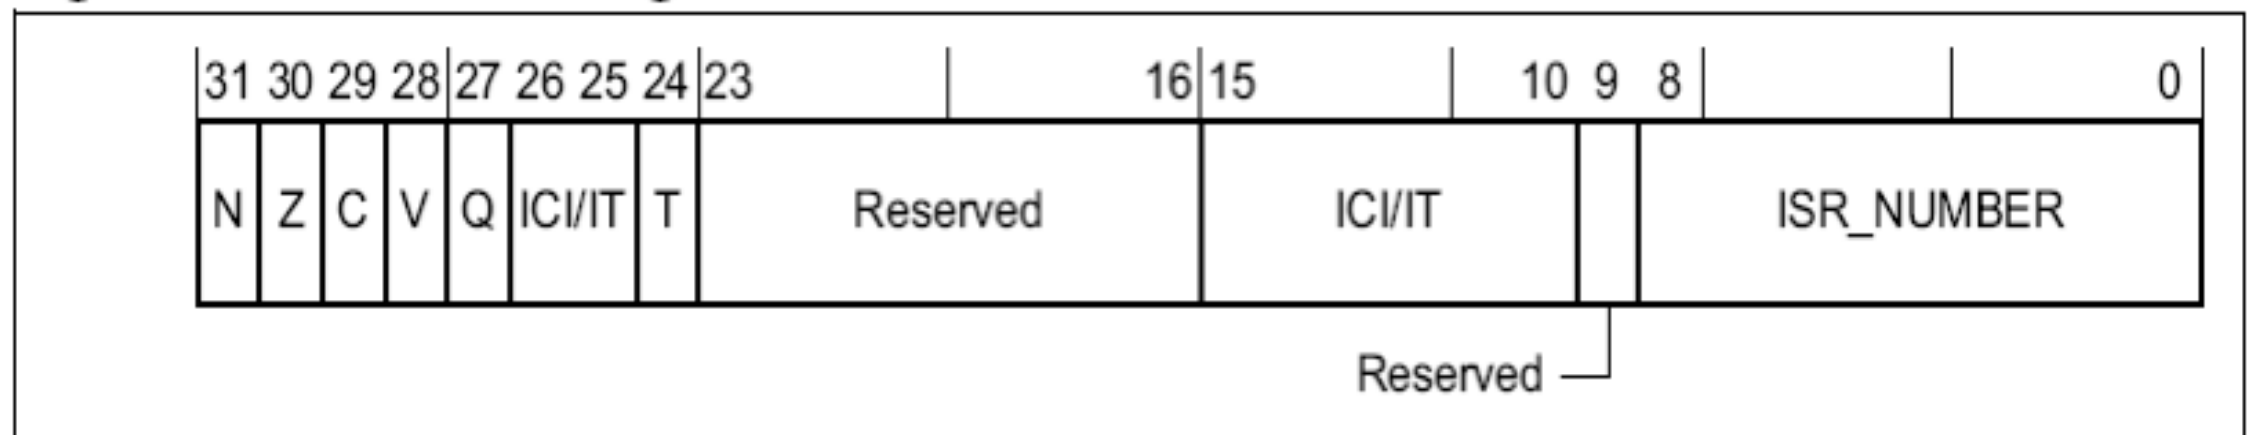 31 30 29 28 27 26 25 24 23 16 15 10 9 8 0
N Z C V Q ICI/IT T Reserved ICI/IT ISR_NUMBER
Reserved